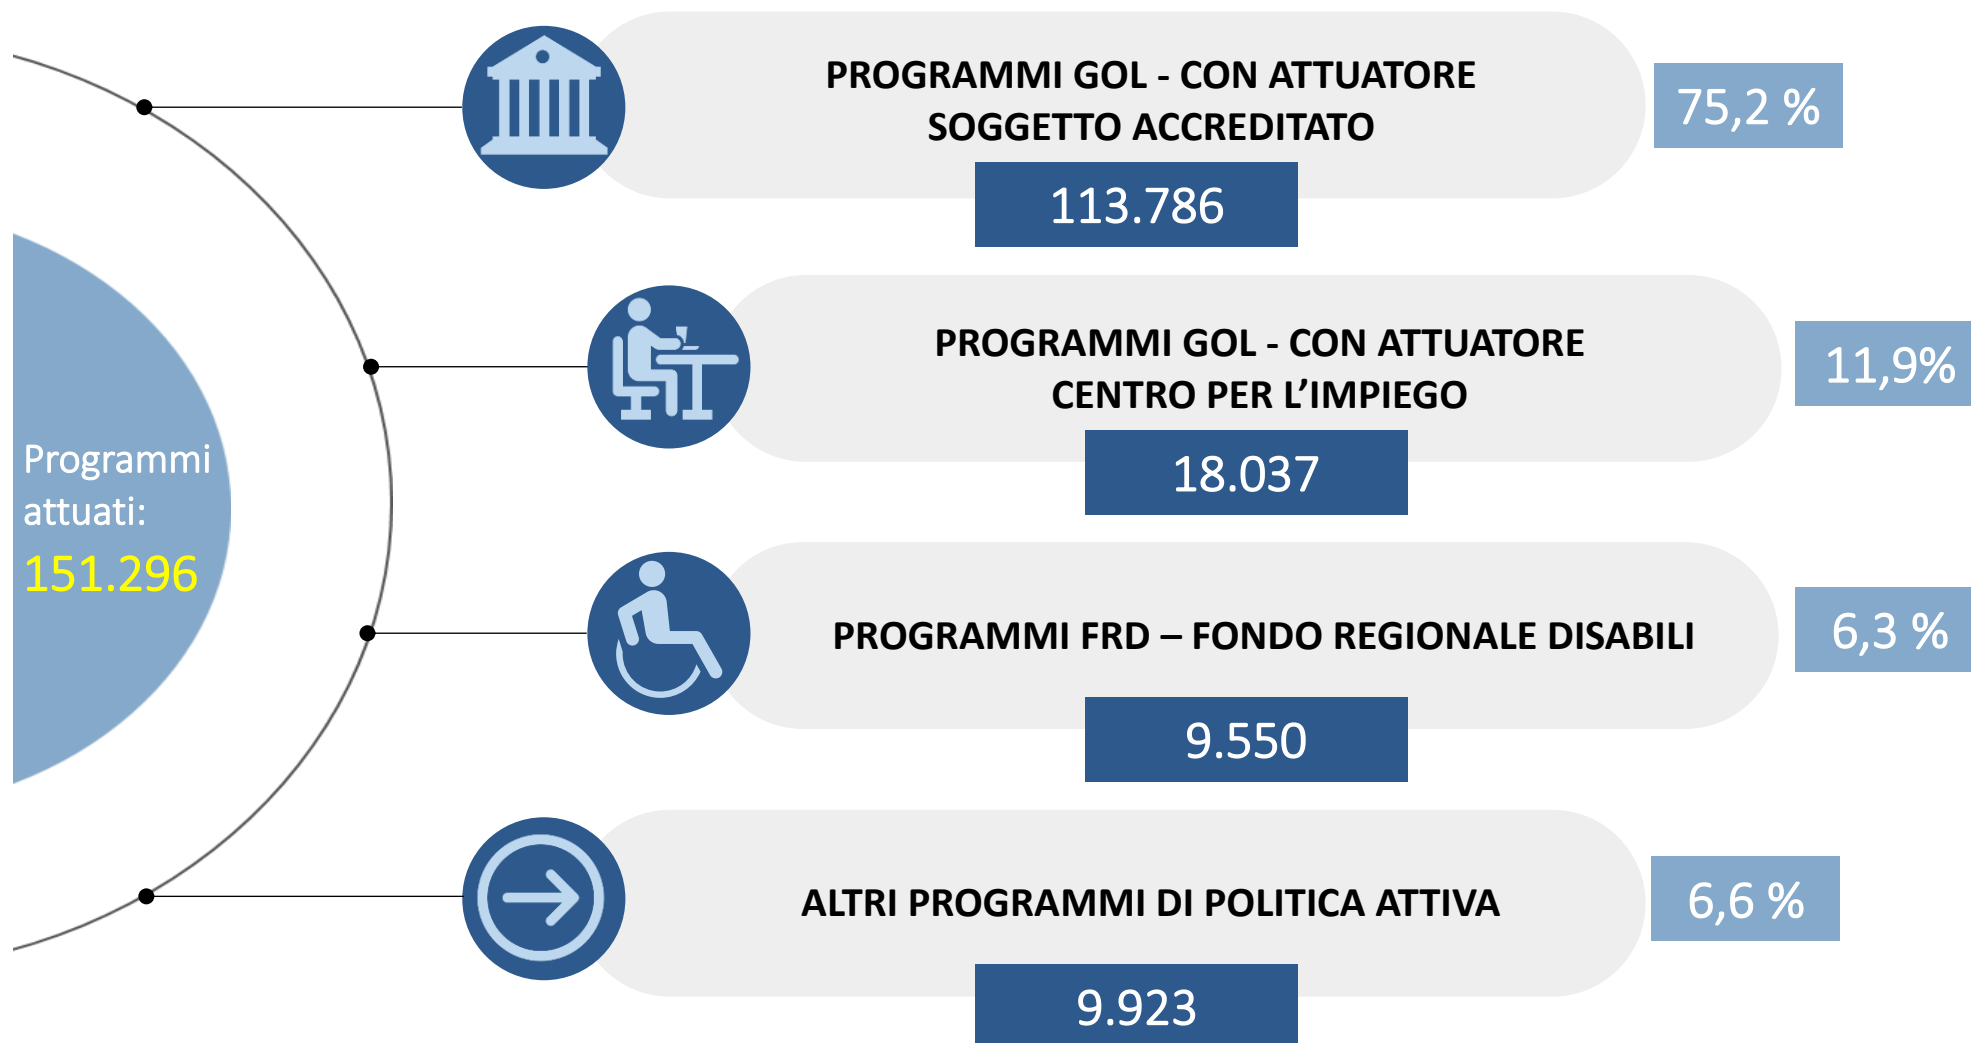 PROGRAMMI GOL - CON ATTUATORE
SOGGETTO ACCREDITATO
75,2 %
113.786
PROGRAMMI GOL - CON ATTUATORE
CENTRO PER L’IMPIEGO
11,9%
18.037
Programmi
attuati:
151.296
PROGRAMMI FRD – FONDO REGIONALE DISABILI
6,3 %
9.550
ALTRI PROGRAMMI DI POLITICA ATTIVA
6,6 %
9.923